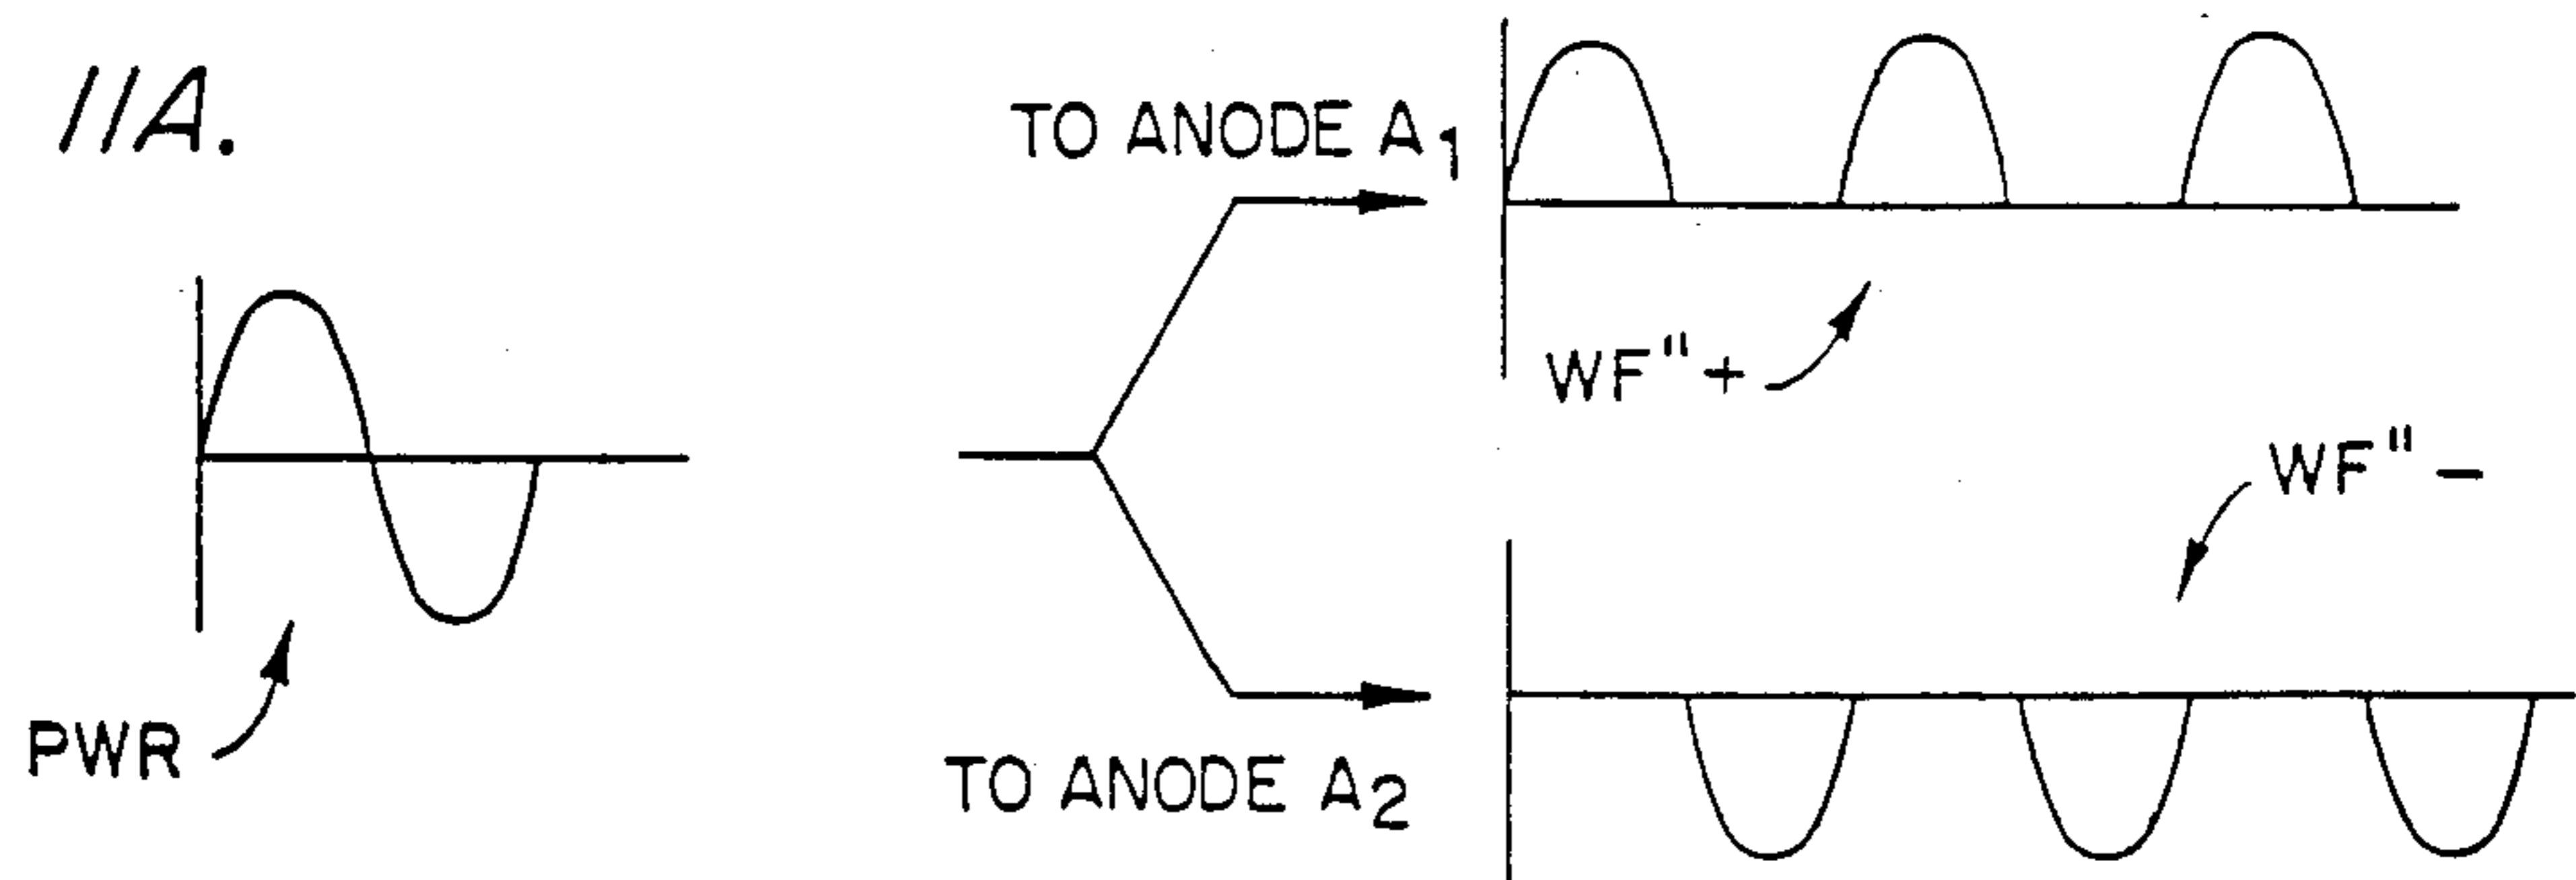 11A.
TO ANODE A1
WF"+
WF"-
PWR
TO ANODE A2